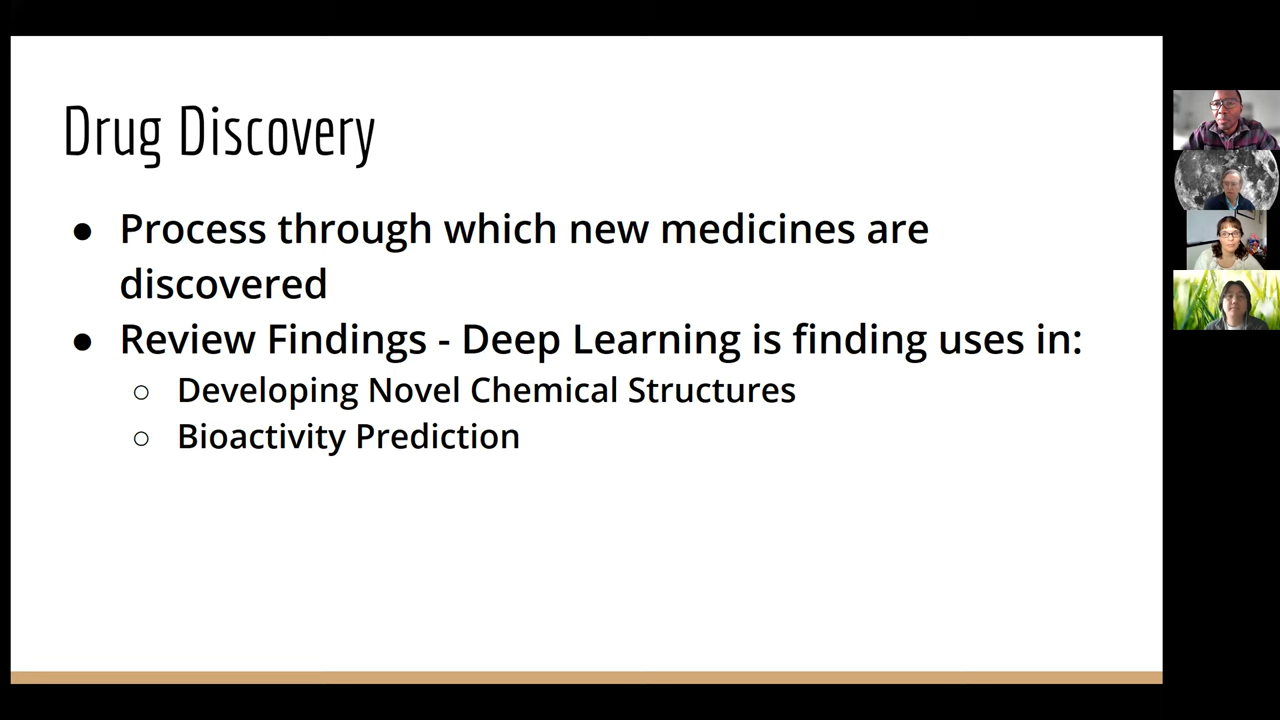 Drug Discovery
● Process through which new medicines are
discovered
● Review Findings - Deep Learning is finding uses in:
○ Developing Novel Chemical Structures
○ Bioactivity Prediction